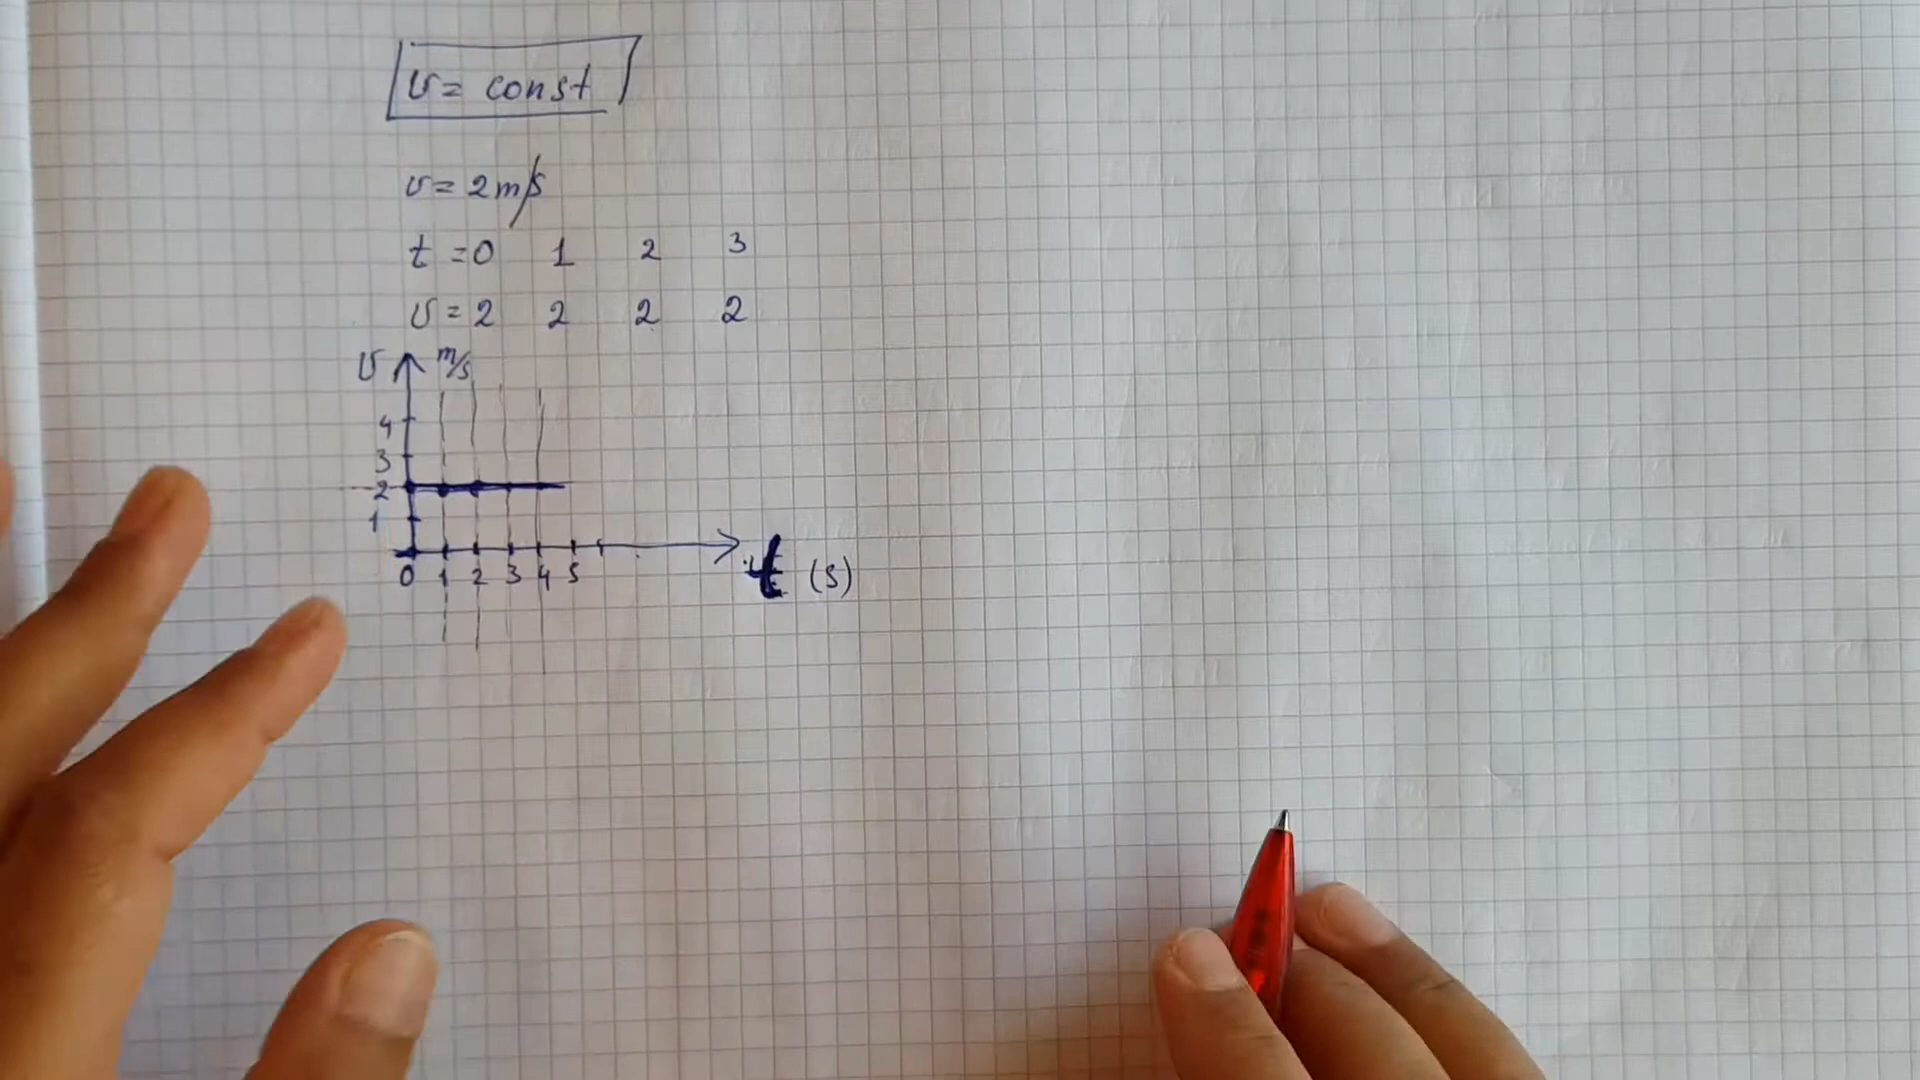 v = const
v = 2 m/s
t = 0 1 2 3
v = 2 2 2 2
v m/s
4
3
2
1
0 1 2 3 4 5
t (s)